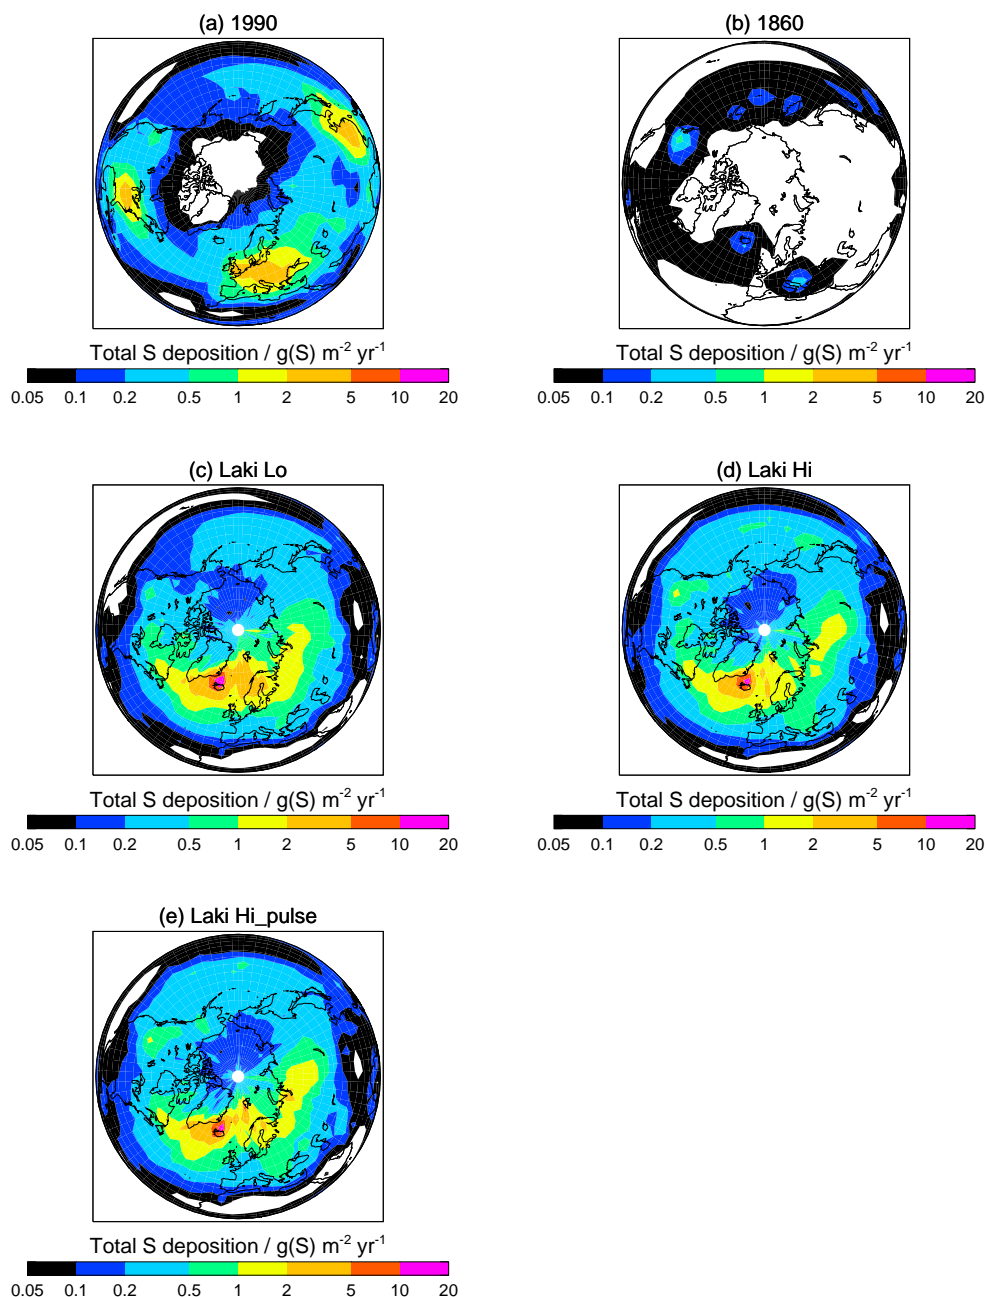 (a) 1990
(b) 1860
Total S deposition / g(S) m⁻² yr⁻¹
0.05 0.1 0.2 0.5 1 2 5 10 20
Total S deposition / g(S) m⁻² yr⁻¹
0.05 0.1 0.2 0.5 1 2 5 10 20
(c) Laki Lo
(d) Laki Hi
Total S deposition / g(S) m⁻² yr⁻¹
0.05 0.1 0.2 0.5 1 2 5 10 20
Total S deposition / g(S) m⁻² yr⁻¹
0.05 0.1 0.2 0.5 1 2 5 10 20
(e) Laki Hi_pulse
Total S deposition / g(S) m⁻² yr⁻¹
0.05 0.1 0.2 0.5 1 2 5 10 20